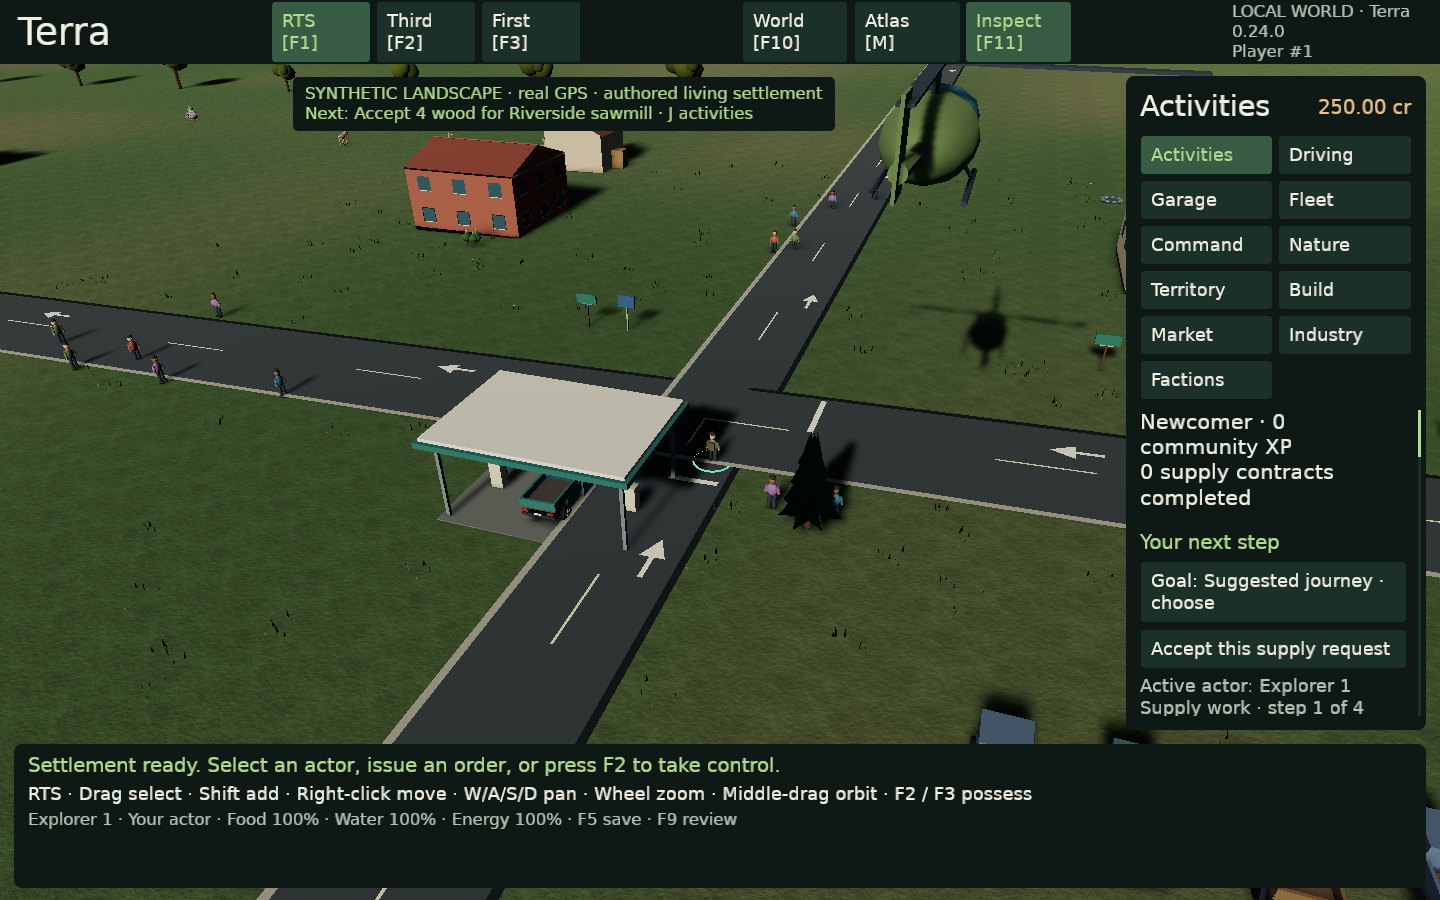 Terra
RTS
[F1]
Third
[F2]
First
[F3]
World
[F10]
Atlas
[M]
Inspect
[F11]
LOCAL WORLD · Terra
0.24.0
Player #1
SYNTHETIC LANDSCAPE · real GPS · authored living settlement
Next: Accept 4 wood for Riverside sawmill · J activities
Activities
250.00 cr
Activities
Driving
Garage
Fleet
Command
Nature
Territory
Build
Market
Industry
Factions
Newcomer · 0
community XP
0 supply contracts
completed
Your next step
Goal: Suggested journey ·
choose
Accept this supply request
Active actor: Explorer 1
Supply work · step 1 of 4
Settlement ready. Select an actor, issue an order, or press F2 to take control.
RTS · Drag select · Shift add · Right-click move · W/A/S/D pan · Wheel zoom · Middle-drag orbit · F2 / F3 possess
Explorer 1 · Your actor · Food 100% · Water 100% · Energy 100% · F5 save · F9 review